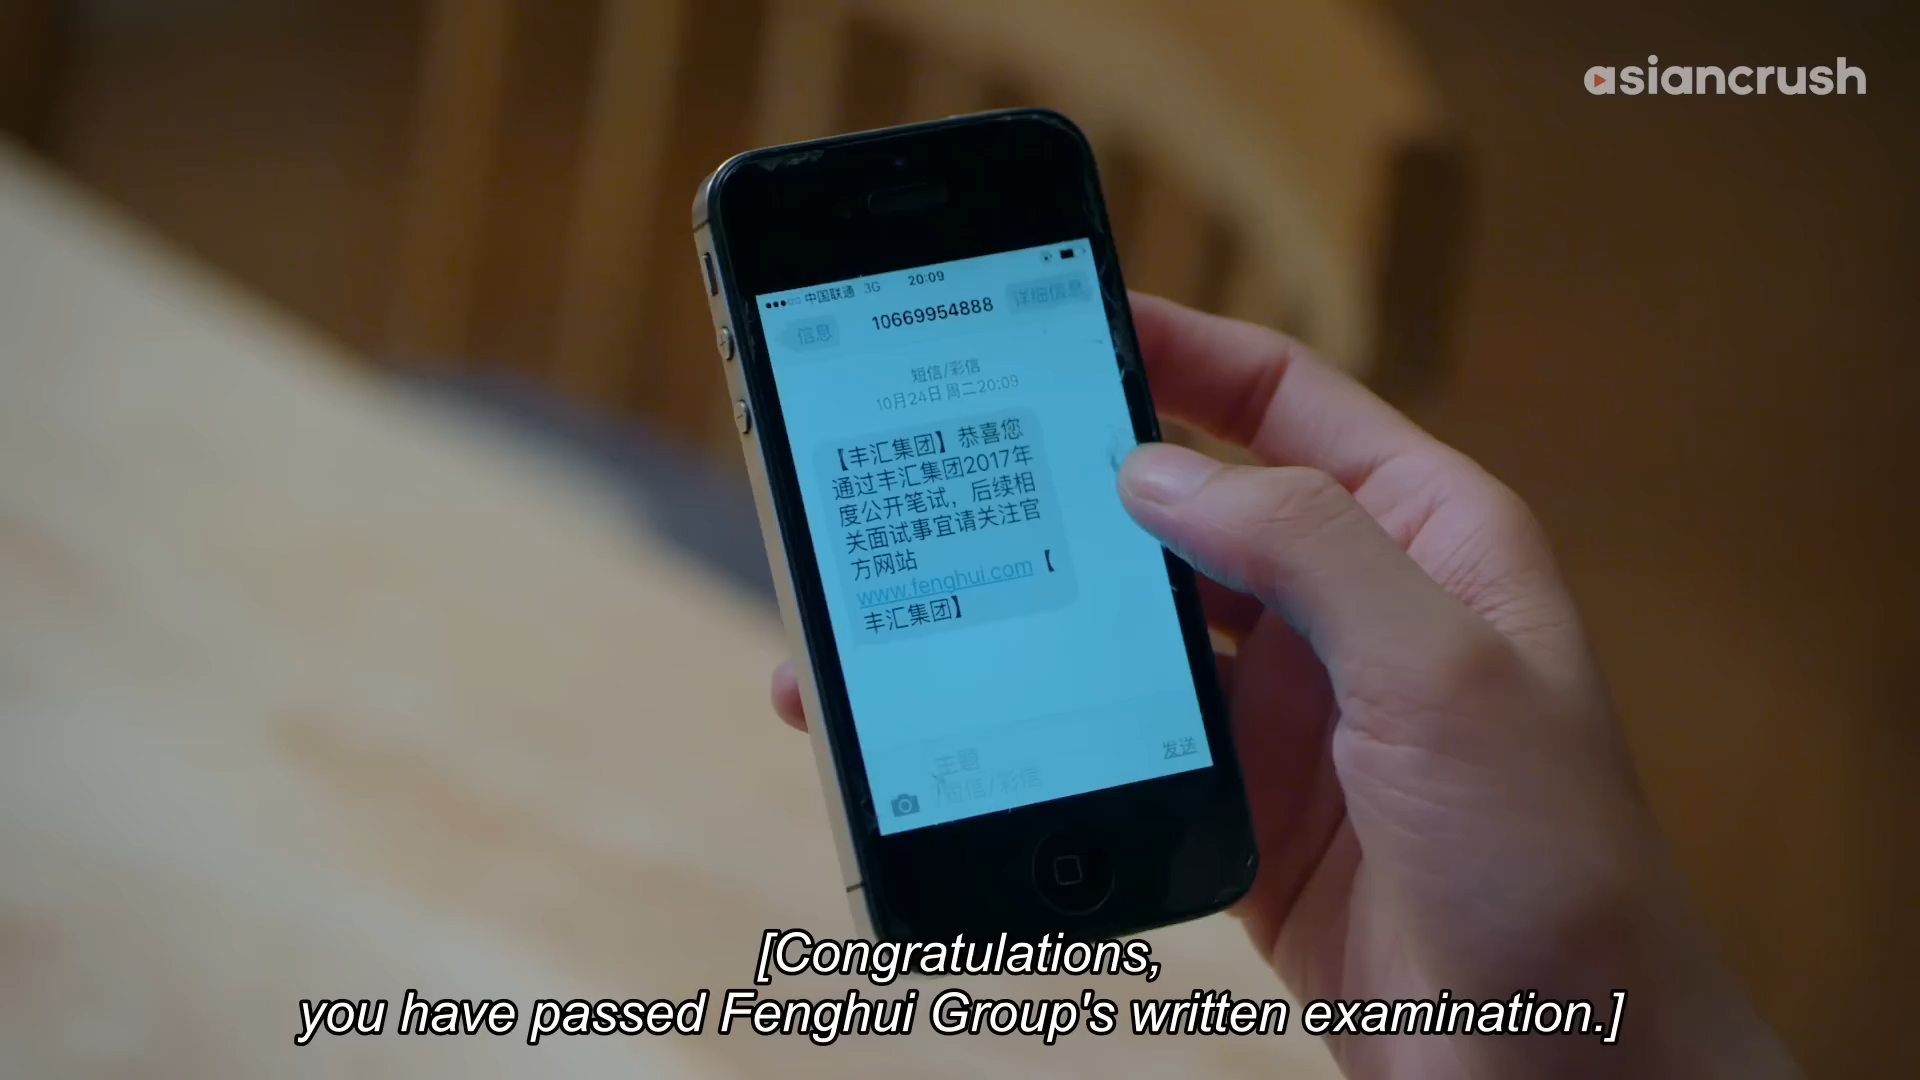 asiancrush
中国联通 3G 20:09
信息 10669954888 详细信息
短信/彩信
10月24日 周二20:09
【丰汇集团】恭喜您
通过丰汇集团2017年
度公开笔试，后续相
关面试事宜请关注官
方网站
www.fenghui.com【
丰汇集团】
主题
短信/彩信
发送
[Congratulations,
you have passed Fenghui Group's written examination.]